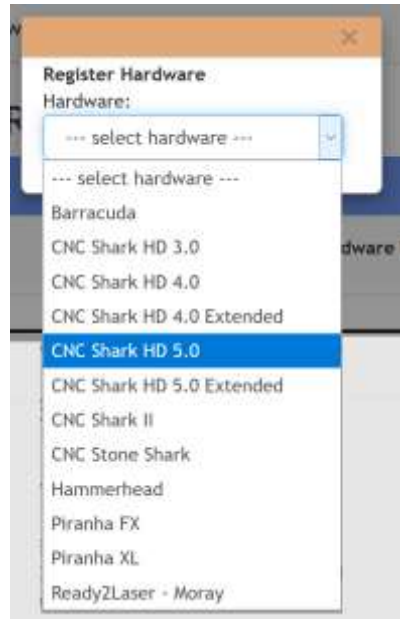 Register Hardware
Hardware:
--- select hardware ---
--- select hardware ---
Barracuda
CNC Shark HD 3.0
dware
CNC Shark HD 4.0
CNC Shark HD 4.0 Extended
CNC Shark HD 5.0
CNC Shark HD 5.0 Extended
CNC Shark II
CNC Stone Shark
Hammerhead
Piranha FX
Piranha XL
Ready2Laser - Moray